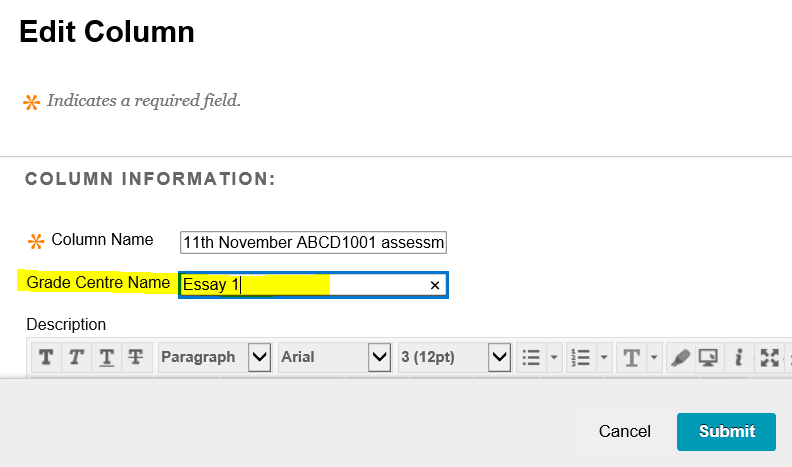 Edit Column
Indicates a required field.
COLUMN INFORMATION:
Column Name 11th November ABCD1001 assessm
Grade Centre Name Essay 1 ×
Description
T T T T Paragraph Arial 3 (12pt) T i
Cancel Submit